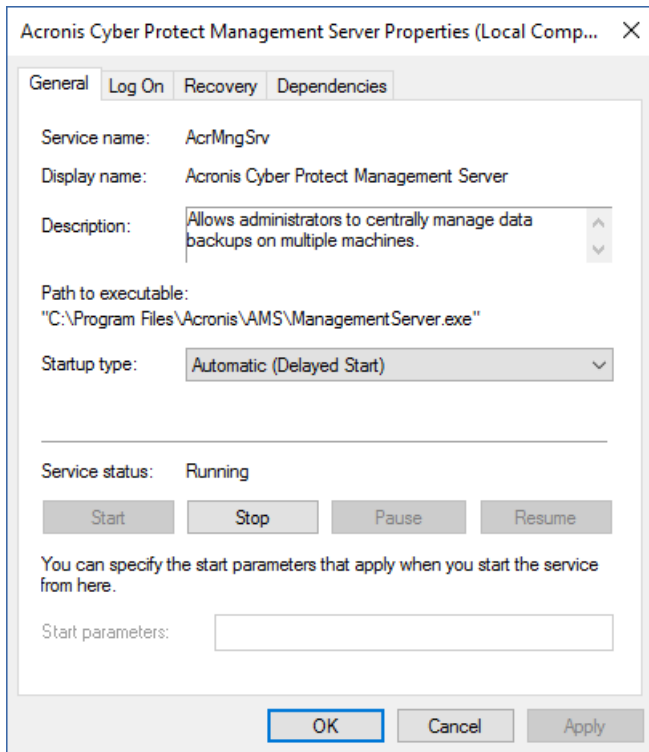 Acronis Cyber Protect Management Server Properties (Local Comp...
General Log On Recovery Dependencies
Service name: AcrMngSrv
Display name: Acronis Cyber Protect Management Server
Description: Allows administrators to centrally manage data
backups on multiple machines.
Path to executable:
"C:\Program Files\Acronis\AMS\ManagementServer.exe"
Startup type: Automatic (Delayed Start)
Service status: Running
Start Stop Pause Resume
You can specify the start parameters that apply when you start the service
from here.
Start parameters:
OK Cancel Apply